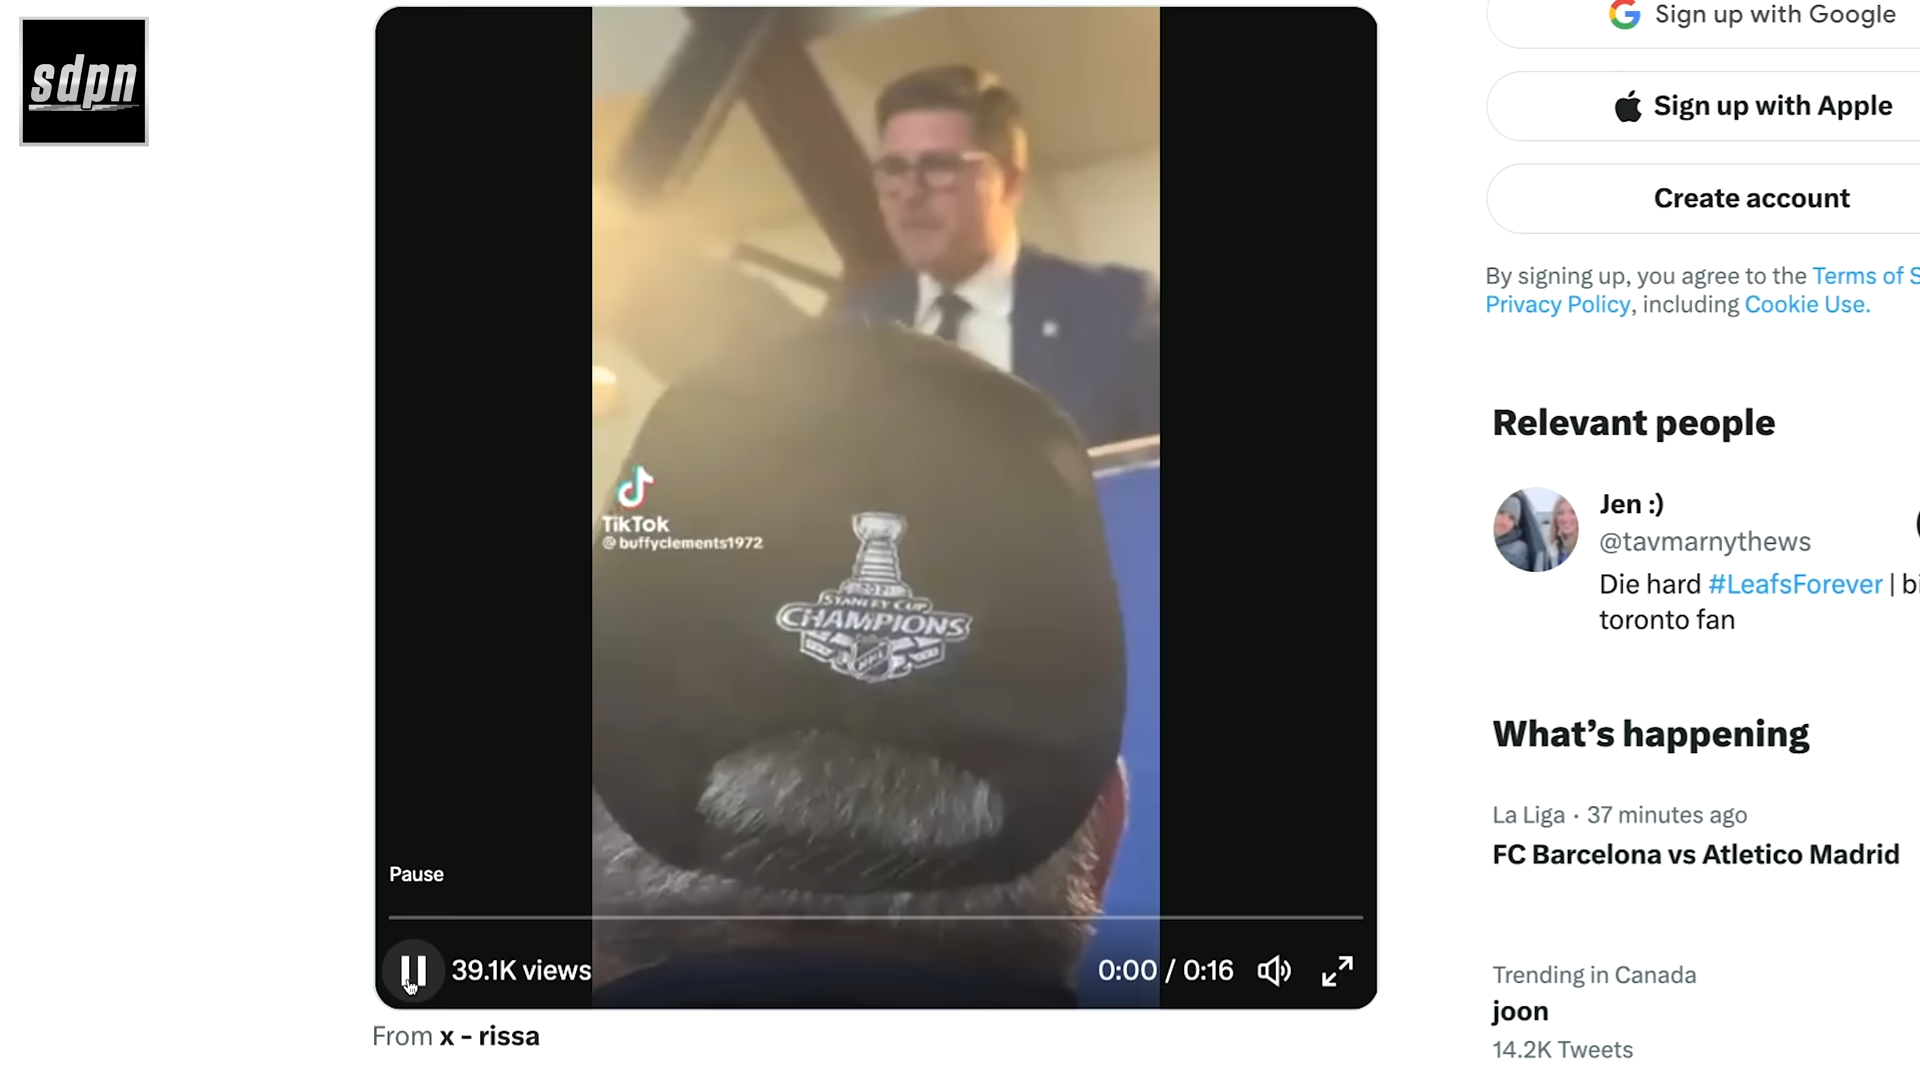 sdpn
TikTok
@buffyclements1972
STANLEY CUP
CHAMPIONS
Pause
39.1K views
0:00 / 0:16
From x - rissa
Sign up with Google
Sign up with Apple
Create account
By signing up, you agree to the Terms of S
Privacy Policy, including Cookie Use.
Relevant people
Jen :)
@tavmarnythews
Die hard #LeafsForever | bi
toronto fan
What’s happening
La Liga · 37 minutes ago
FC Barcelona vs Atletico Madrid
Trending in Canada
joon
14.2K Tweets